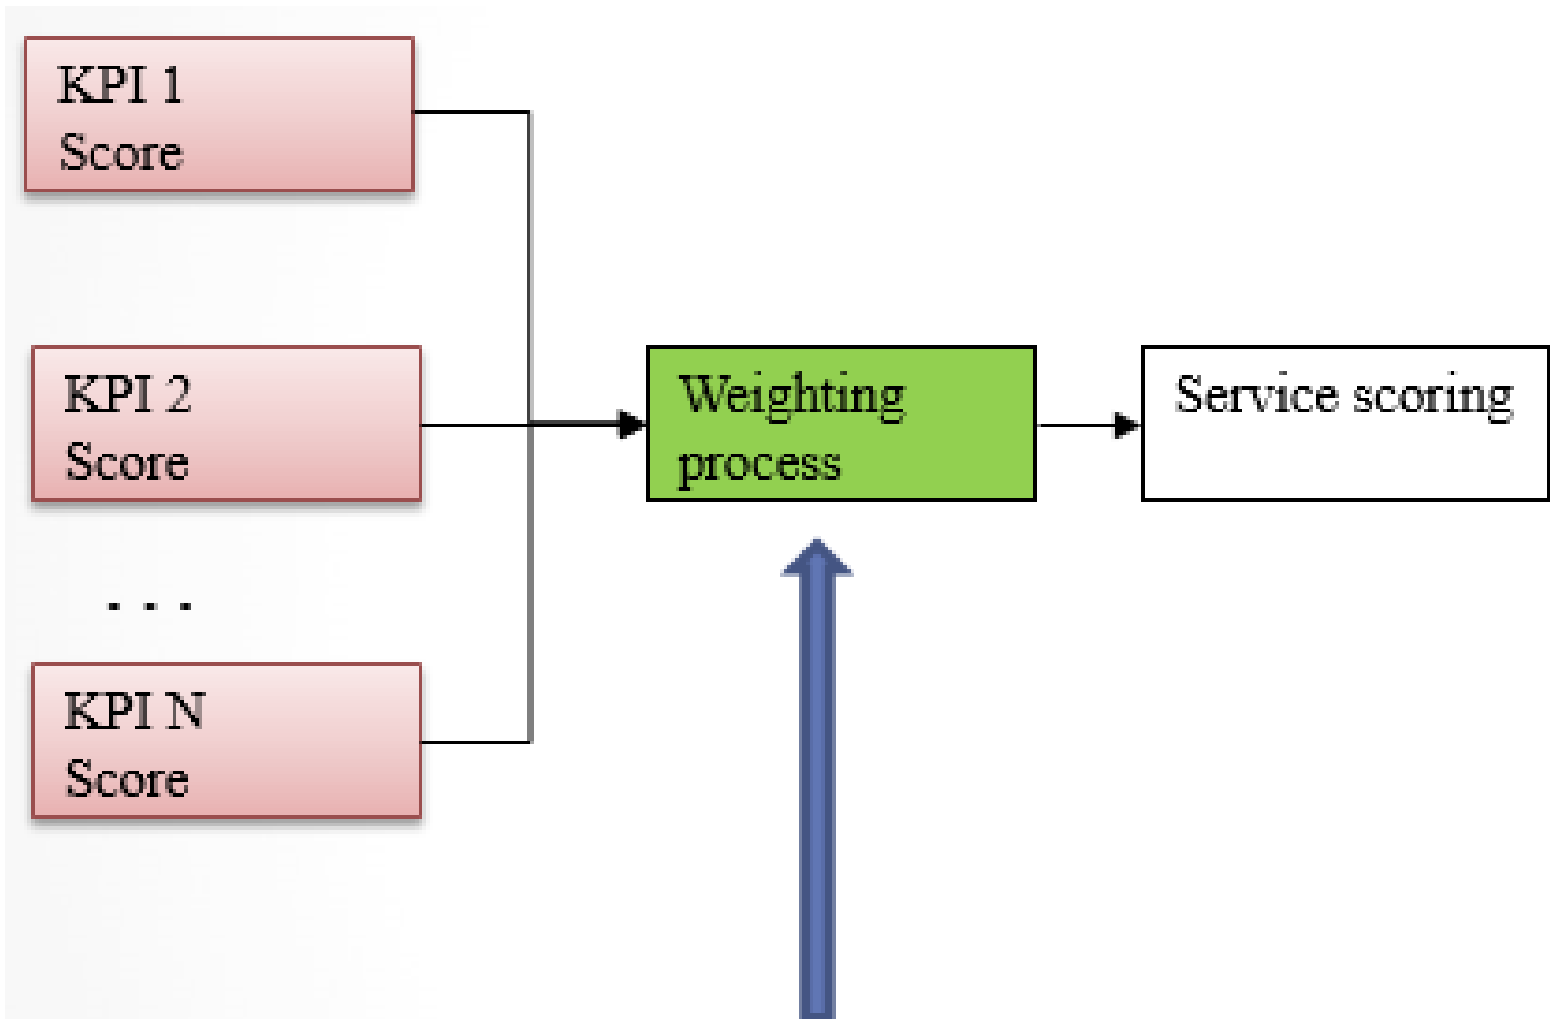 KPI 1
Score
KPI 2
Score
Weighting
process
Service scoring
...
KPI N
Score